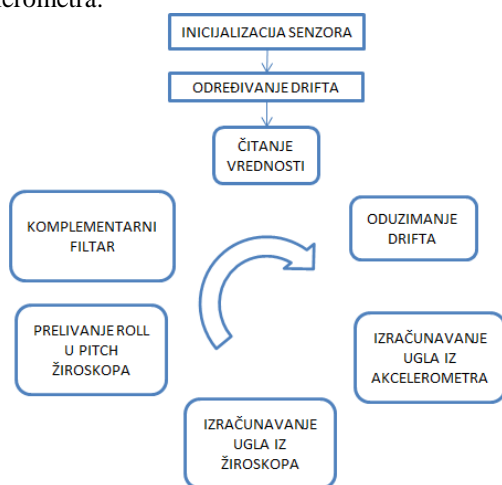 erometra.
INICIJALIZACIJA SENZORA
ODREĐIVANJE DRIFTA
ČITANJE
VREDNOSTI
ODUZIMANJE
DRIFTA
IZRAČUNAVANJE
UGLA IZ
AKCELEROMETRA
IZRAČUNAVANJE
UGLA IZ
ŽIROSKOPA
PRELIVANJE ROLL
U PITCH
ŽIROSKOPA
KOMPLEMENTARNI
FILTAR